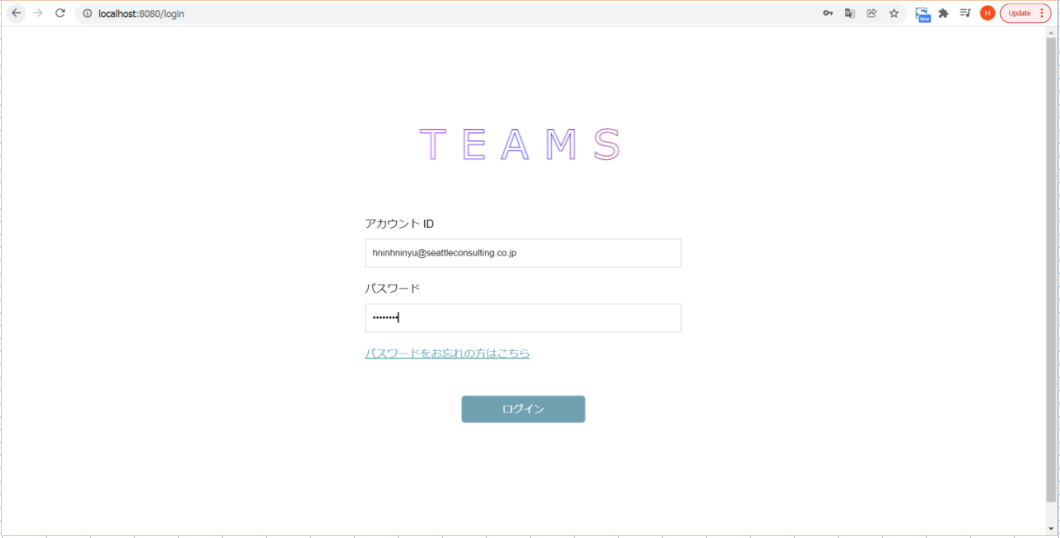 localhost:8080/login
New
H
Update
TEAMS
アカウント ID
hninhninyu@seattleconsulting.co.jp
パスワード
••••••••
パスワードをお忘れの方はこちら
ログイン